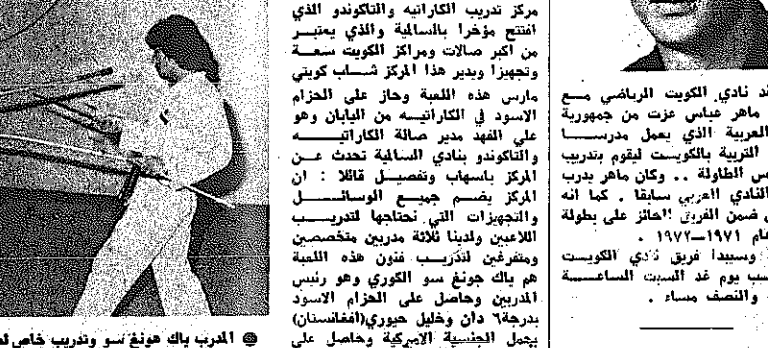 مركز تدريب الكاراتيه والتاكوندو الذي
افتتح مؤخرا بالسالمية والذي يعتبر
من اكبر صالات ومراكز الكويت سعة
وتجهيزا ويدير هذا المركز شاب كويتي
مارس هذه اللعبة وحاز على الحزام
الاسود في الكاراتيه من اليابان وهو
علي الفهد مدير صالة الكاراتيه
والتاكوندو بنادي السالمية تحدث عن
المركز باسهاب وتفصيل قائلا : ان
المركز يضم جميع الوسائل
والتجهيزات التي نحتاجها لتدريب
اللاعبين ولدينا ثلاثة مدربين متخصصين
ومتفرغين لتدريب فنون هذه اللعبة
هم باك جونغ سو الكوري وهو رئيس
المدربين وحاصل على الحزام الاسود
بدرجة٦ دان وخليل حيوري(افغانستان)
يحمل الجنسية الامركية وحاصل على
نادي الكويت الرياضي مع
ماهر عباس عزت من جمهورية
العربية الذي يعمل مدرسا
التربية بالكويت ليقوم بتدريب
الطاولة .. وكان ماهر يدرب
النادي العربي سابقا . كما انه
ضمن الفريق الحائز على بطولة
عام ١٩٧١–١٩٧٢ .
وسيبدا فريق نادي الكويت
يوم غد السبت الساعة
والنصف مساء .
المدرب باك هونغ سو وتدريب خاص